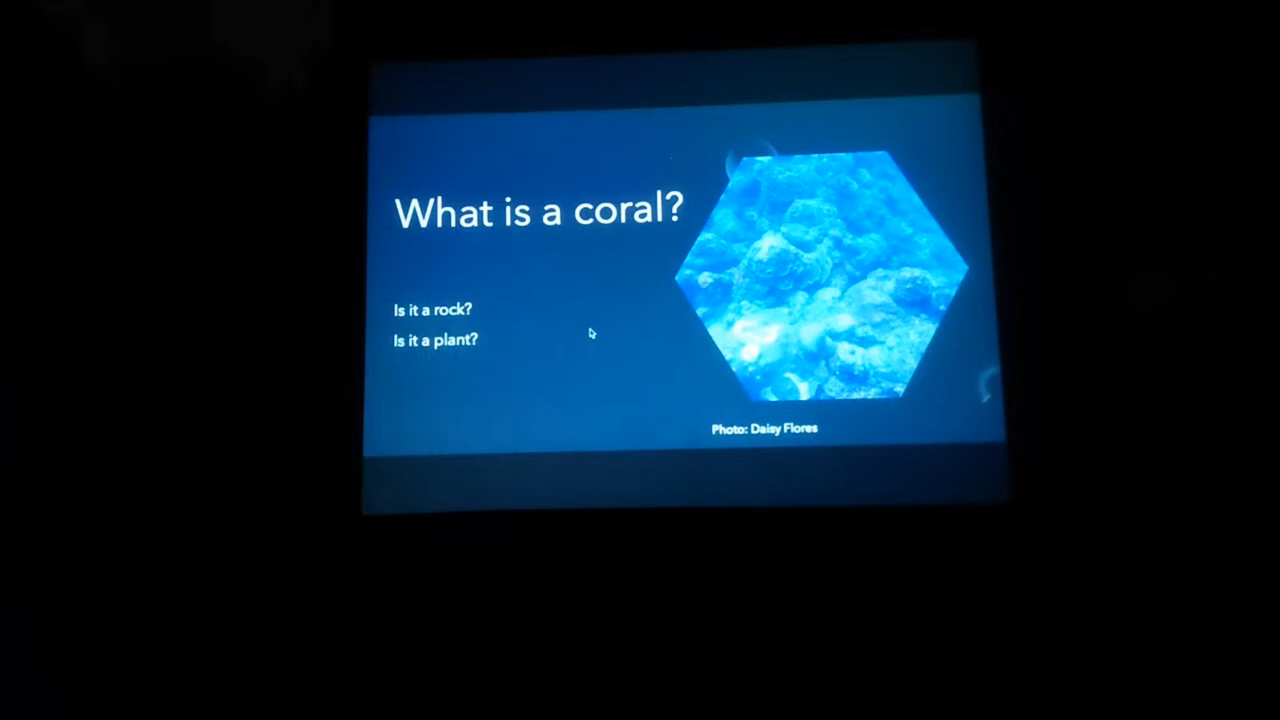 What is a coral?
Is it a rock?
Is it a plant?
Photo: Daisy Flores